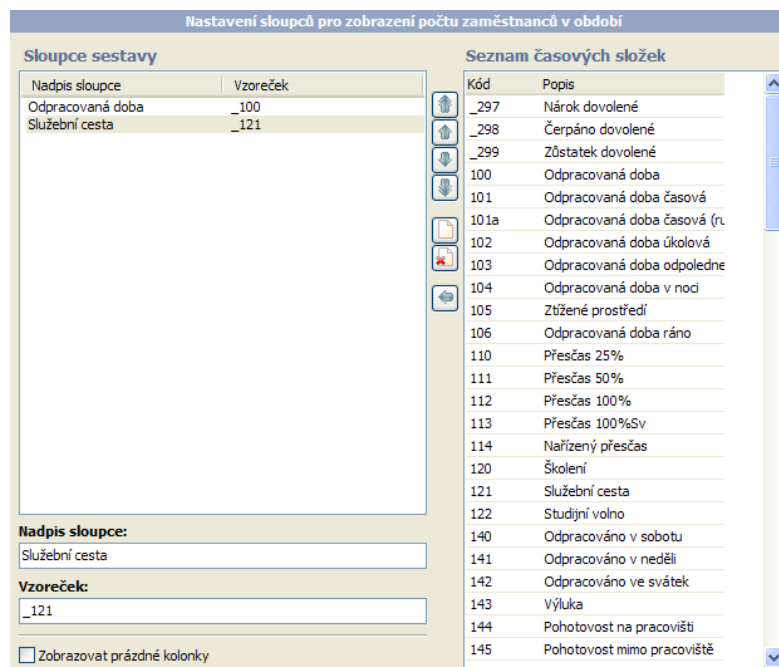 Nastavení sloupců pro zobrazení počtu zaměstnanců v období
Sloupce sestavy
Nadpis sloupce Vzoreček
Odpracovaná doba _100
Služební cesta _121
Nadpis sloupce:
Služební cesta
Vzoreček:
_121
Zobrazovat prázdné kolonky
Seznam časových složek
Kód Popis
_297 Nárok dovolené
_298 Čerpáno dovolené
_299 Zůstatek dovolené
100 Odpracovaná doba
101 Odpracovaná doba časová
101a Odpracovaná doba časová (ru
102 Odpracovaná doba úkolová
103 Odpracovaná doba odpoledne
104 Odpracovaná doba v noci
105 Ztížené prostředí
106 Odpracovaná doba ráno
110 Přesčas 25%
111 Přesčas 50%
112 Přesčas 100%
113 Přesčas 100%Sv
114 Nařízený přesčas
120 Školení
121 Služební cesta
122 Studijní volno
140 Odpracováno v sobotu
141 Odpracováno v neděli
142 Odpracováno ve svátek
143 Výluka
144 Pohotovost na pracovišti
145 Pohotovost mimo pracoviště